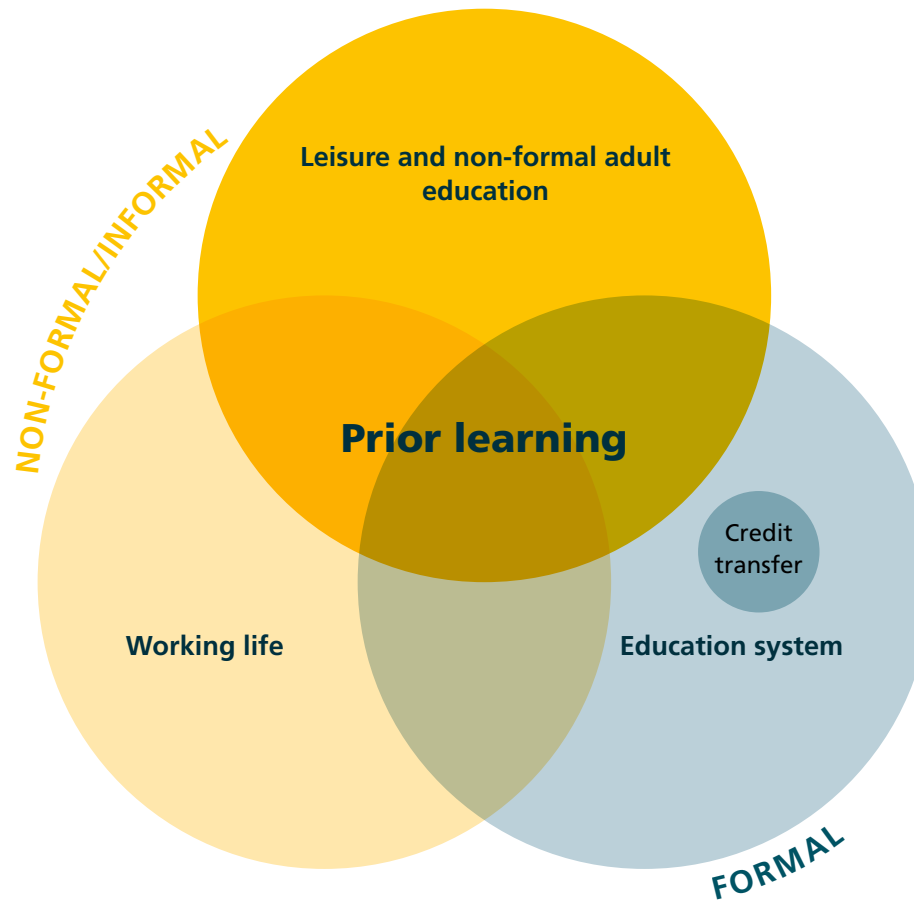 NON-FORMAL/INFORMAL
Leisure and non-formal adult
education
Prior learning
Credit
transfer
Working life
Education system
FORMAL